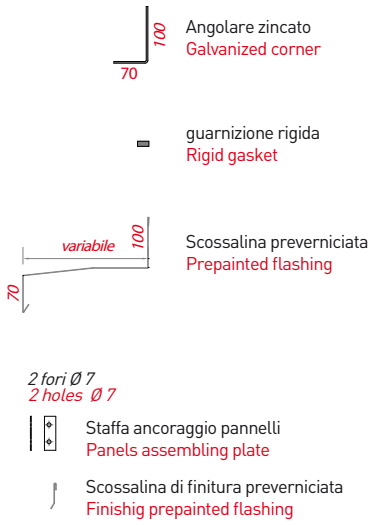 100
70
Angolare zincato
Galvanized corner
guarnizione rigida
Rigid gasket
variabile
100
70
Scossalina preverniciata
Prepainted flashing
2 fori Ø 7
2 holes Ø 7
Staffa ancoraggio pannelli
Panels assembling plate
Scossalina di finitura preverniciata
Finishig prepainted flashing